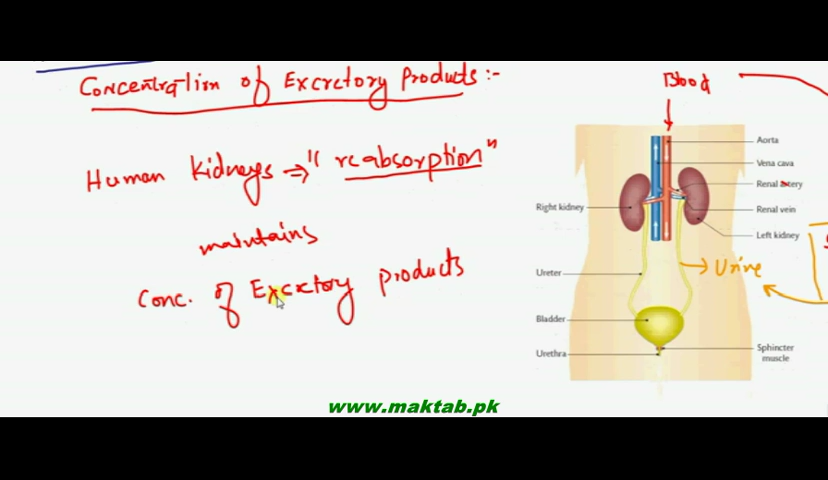 Concentration of Excretory Products:-
Blood
Human kidneys ⇒ "reabsorption"
maintains
Conc. of Excretory products
Aorta
Vena cava
Renal artery
Renal vein
Right kidney
Left kidney
Ureter
Urine
Bladder
Urethra
Sphincter
muscle
www.maktab.pk